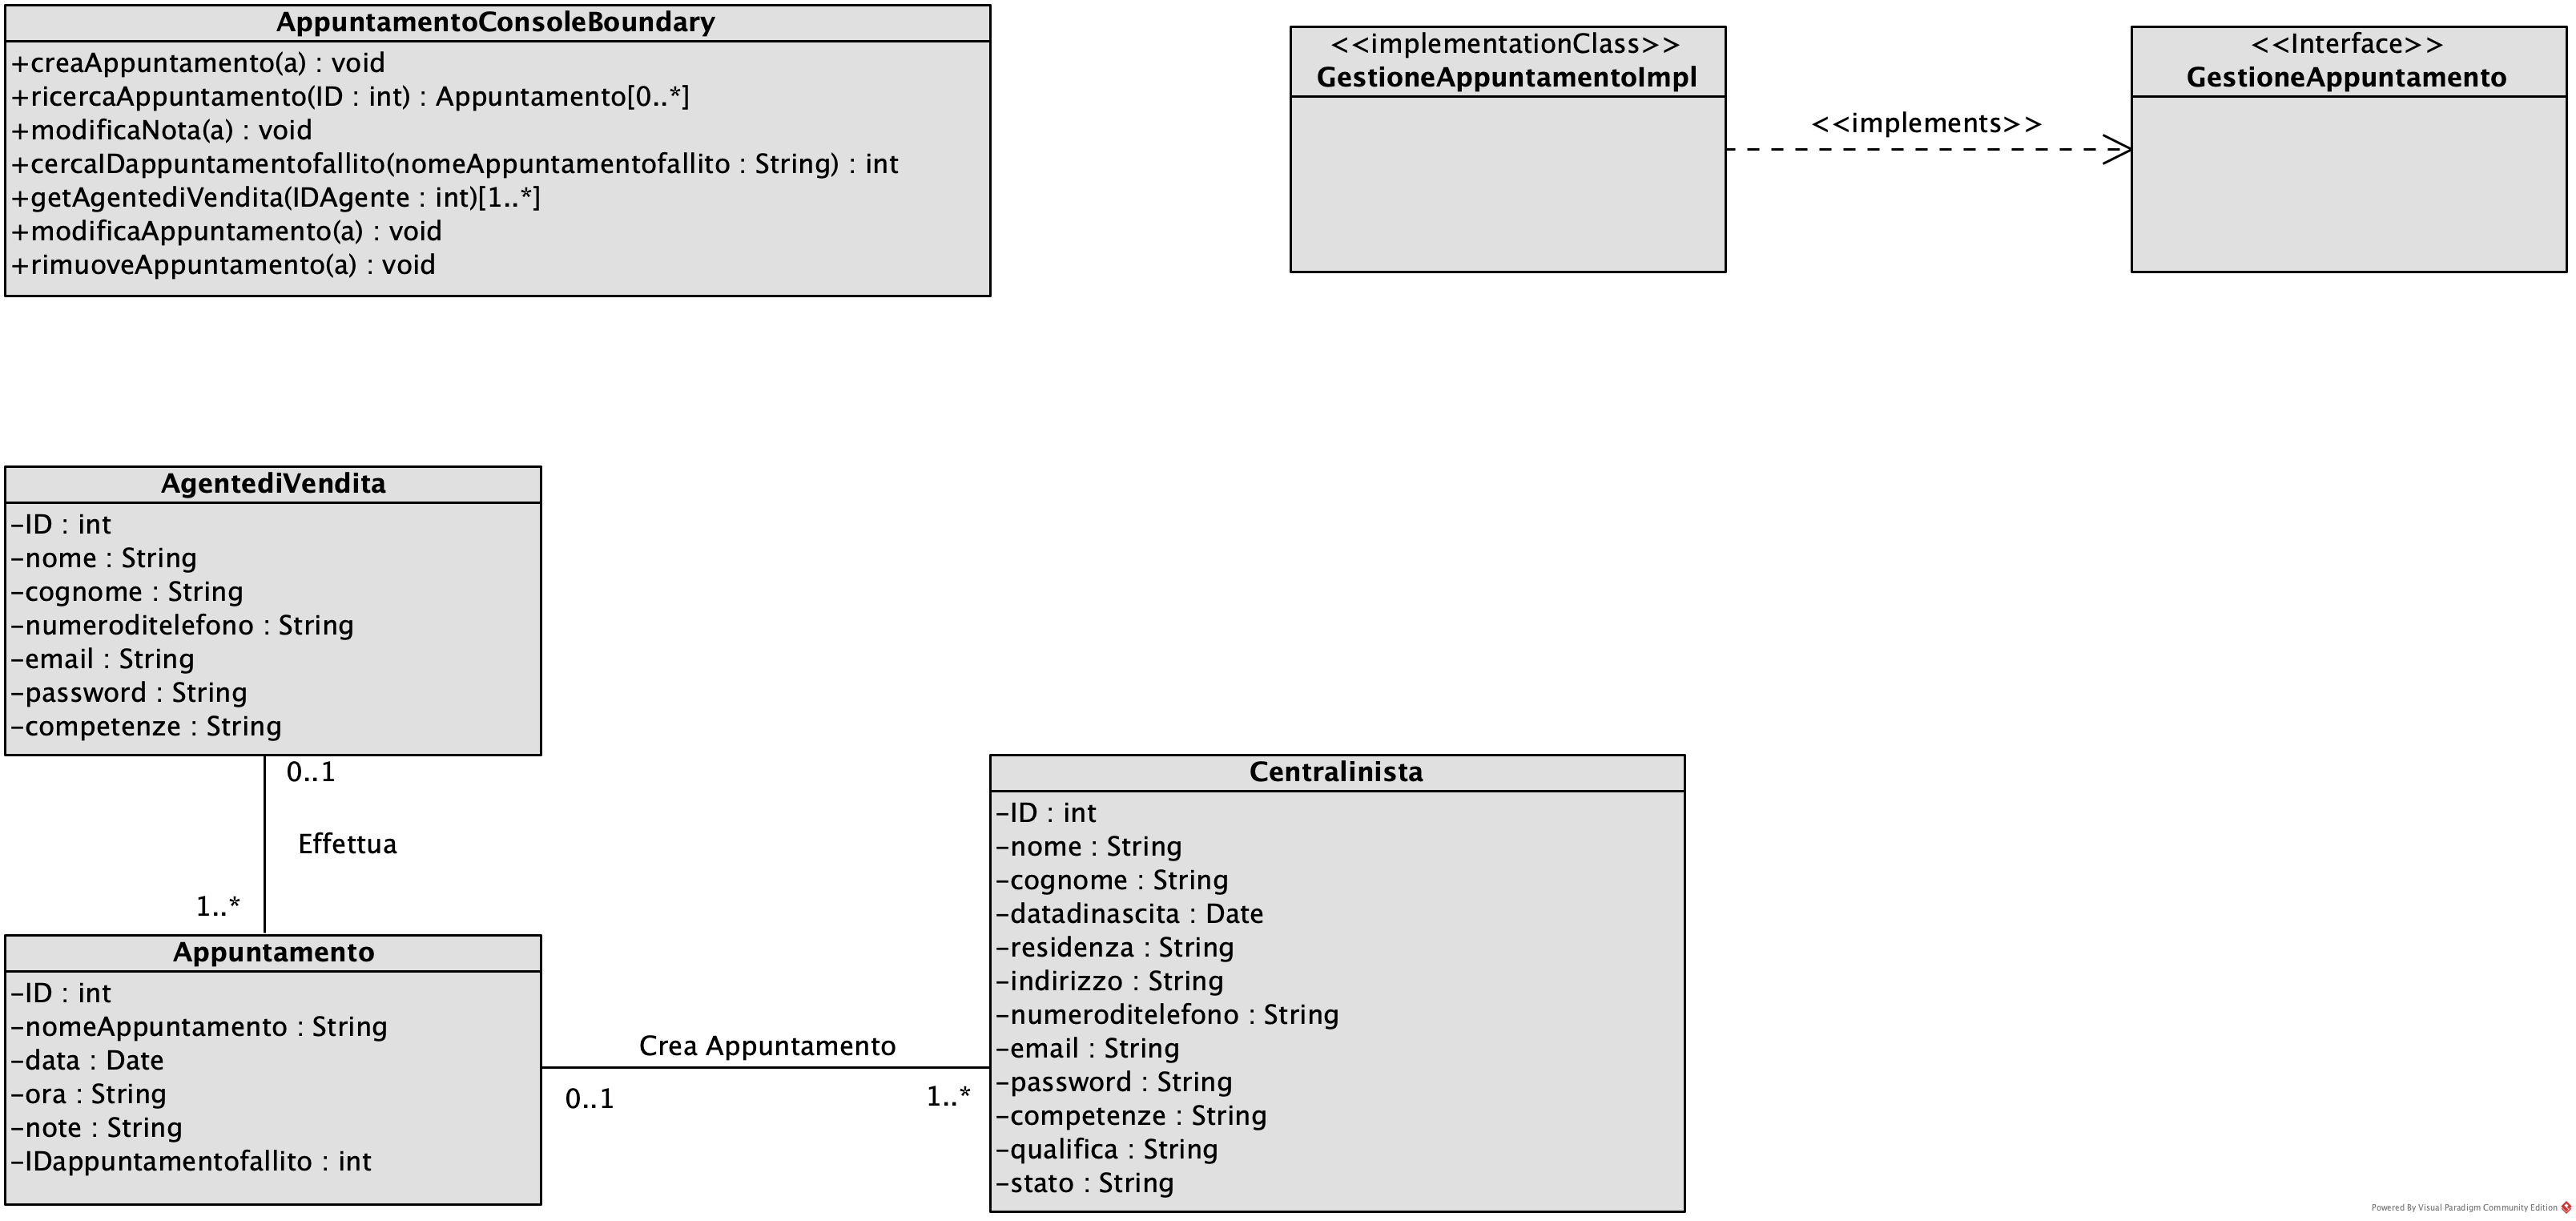 AppuntamentoConsoleBoundary
+creaAppuntamento(a) : void
+ricercaAppuntamento(ID : int) : Appuntamento[0..*]
+modificaNota(a) : void
+cercaIDappuntamentofallito(nomeAppuntamentofallito : String) : int
+getAgentediVendita(IDAgente : int)[1..*]
+modificaAppuntamento(a) : void
+rimuoveAppuntamento(a) : void
<<implementationClass>>
GestioneAppuntamentoImpl
<<implements>>
<<Interface>>
GestioneAppuntamento
AgentediVendita
-ID : int
-nome : String
-cognome : String
-numeroditelefono : String
-email : String
-password : String
-competenze : String
0..1
Effettua
1..*
Appuntamento
-ID : int
-nomeAppuntamento : String
-data : Date
-ora : String
-note : String
-IDappuntamentofallito : int
Crea Appuntamento
0..1
1..*
Centralinista
-ID : int
-nome : String
-cognome : String
-datadinascita : Date
-residenza : String
-indirizzo : String
-numeroditelefono : String
-email : String
-password : String
-competenze : String
-qualifica : String
-stato : String
Powered By Visual Paradigm Community Edition